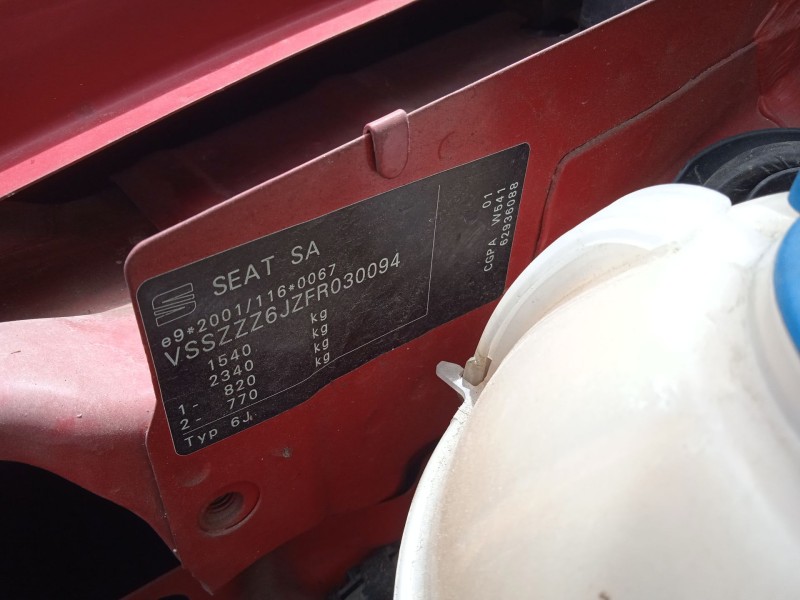 SEAT SA
e9*2001/116*0067
VSSZZZ6JZFR030094
1540 kg
2340 kg
1- 820 kg
2- 770 kg
Typ 6J
01
CGPA W541
62936088